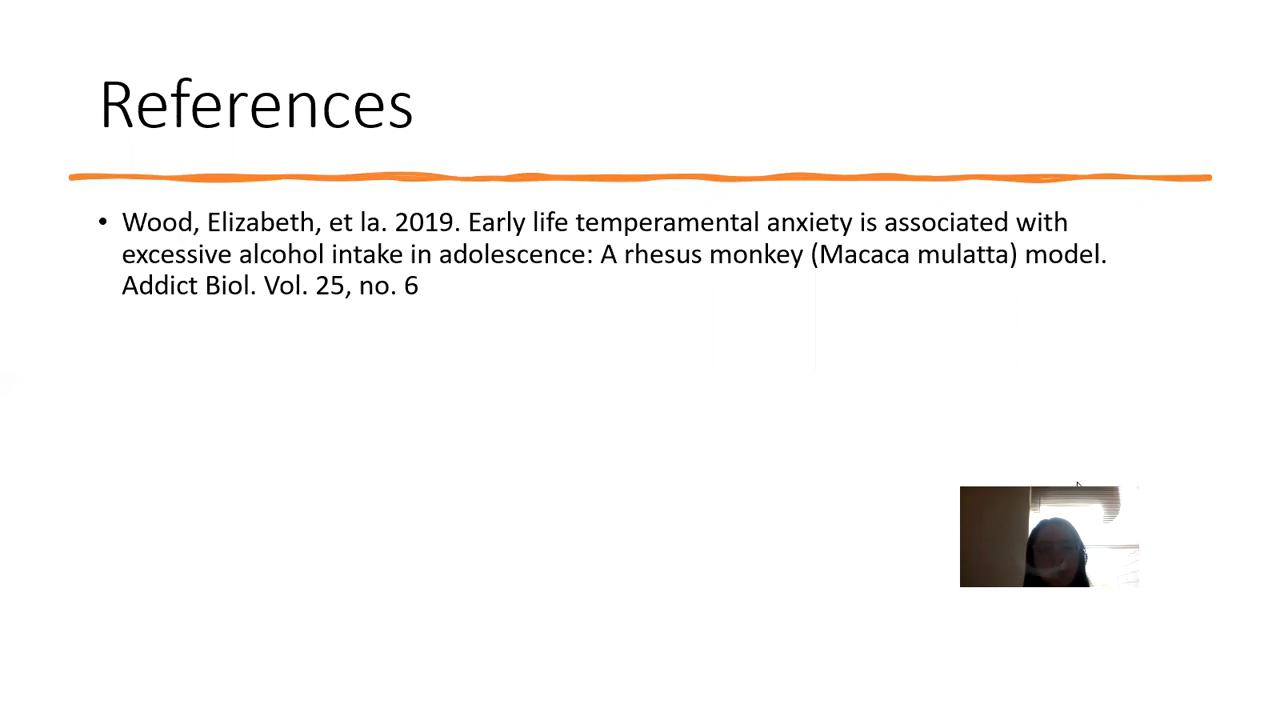 References
• Wood, Elizabeth, et la. 2019. Early life temperamental anxiety is associated with
excessive alcohol intake in adolescence: A rhesus monkey (Macaca mulatta) model.
Addict Biol. Vol. 25, no. 6